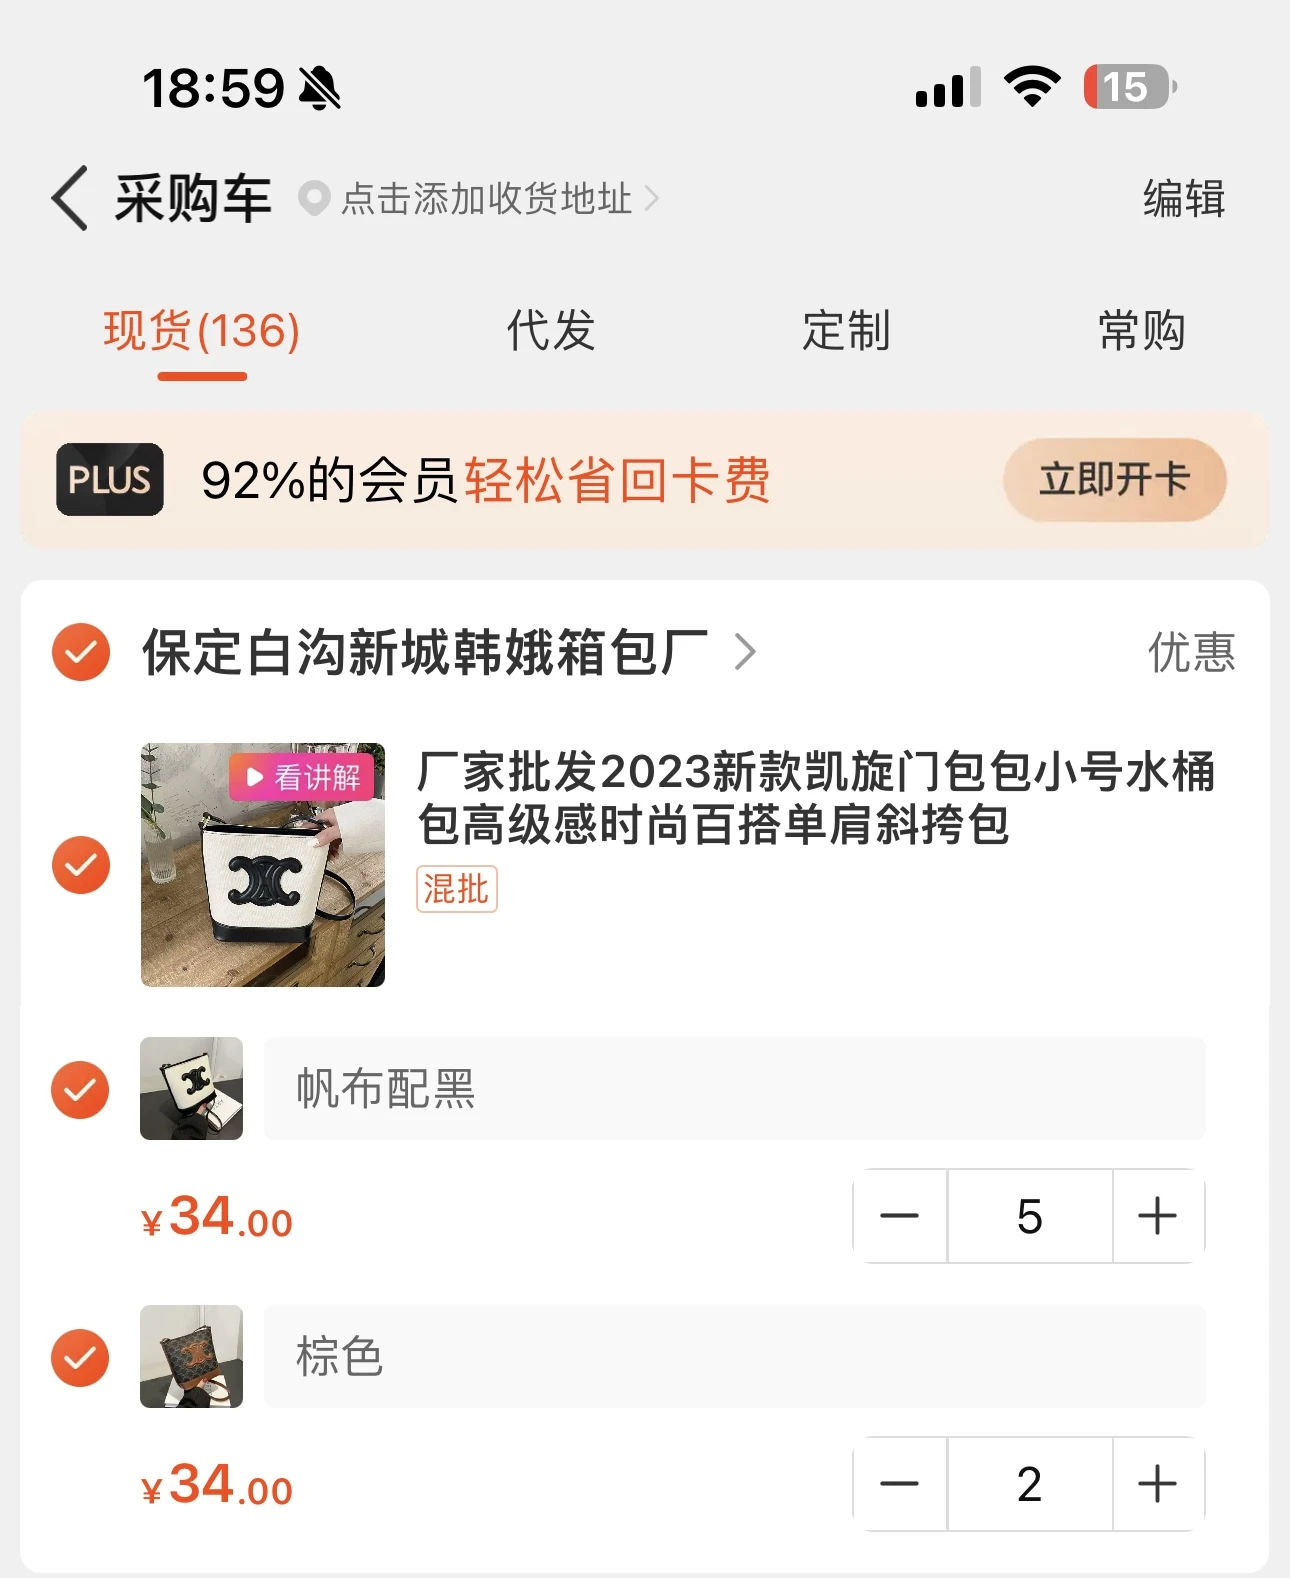 18:59
15
采购车 点击添加收货地址
编辑
现货(136) 代发 定制 常购
PLUS 92%的会员轻松省回卡费 立即开卡
保定白沟新城韩娥箱包厂 优惠
看讲解
厂家批发2023新款凯旋门包包小号水桶
包高级感时尚百搭单肩斜挎包
混批
帆布配黑
¥34.00 5
棕色
¥34.00 2